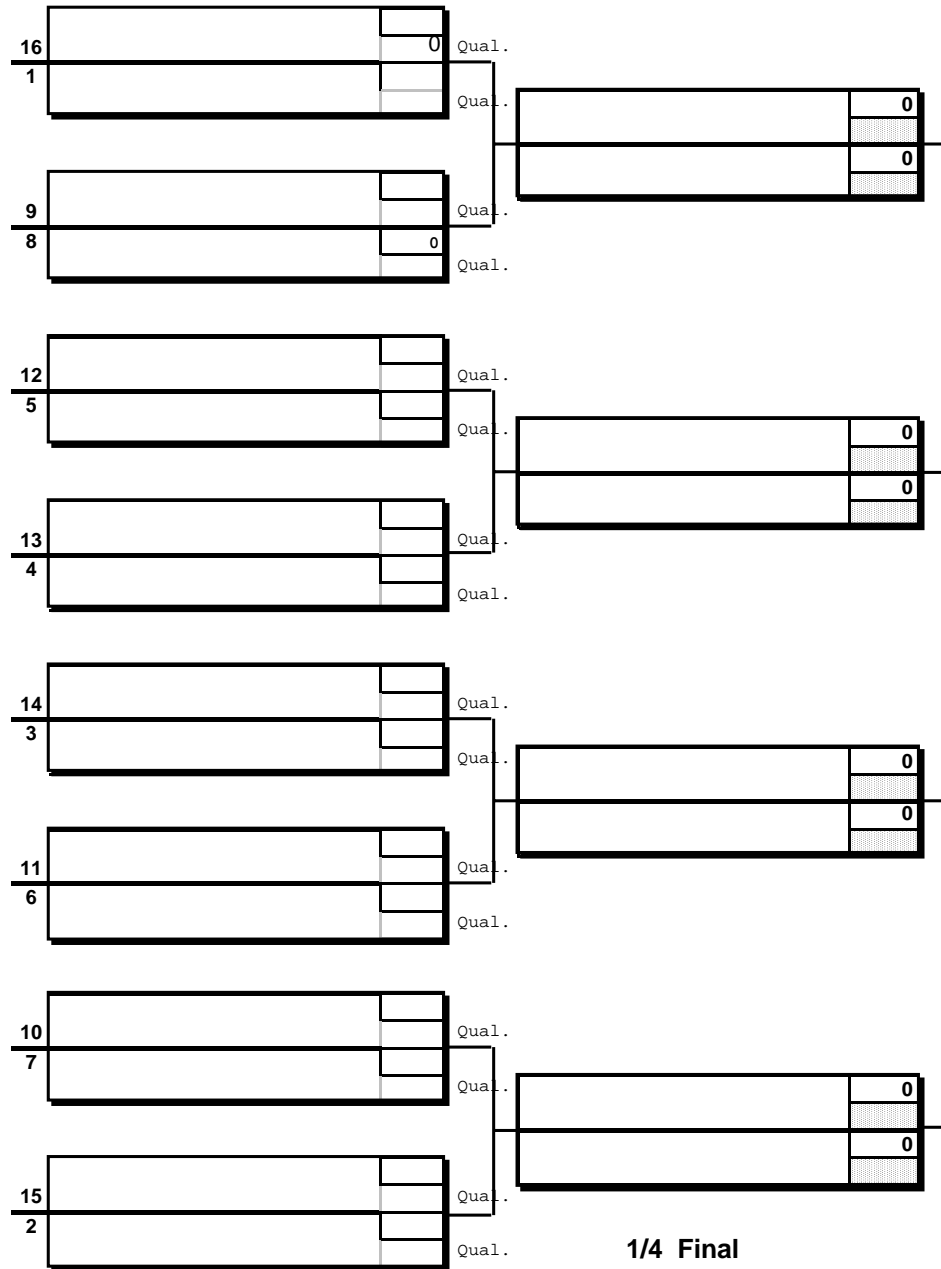 16 0 Qual.
1
Qual. 0
0
9 Qual.
8 0
Qual.
12 Qual.
5
Qual. 0
0
13 Qual.
4
Qual.
14 Qual.
3
Qual. 0
0
11 Qual.
6
Qual.
10 Qual.
7
Qual. 0
0
15 Qual.
2
Qual. 1/4 Final